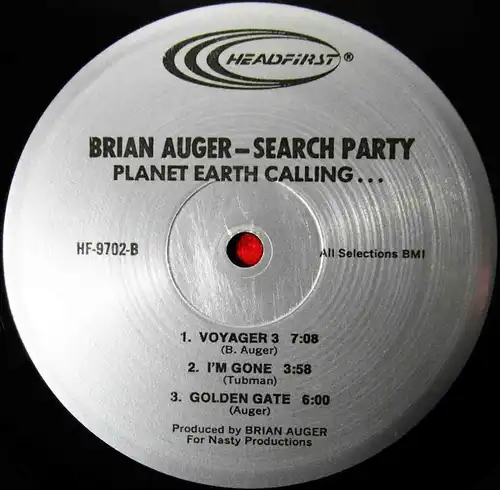 HEADFIRST®
BRIAN AUGER – SEARCH PARTY
PLANET EARTH CALLING...
HF-9702-B
All Selections BMI
1. VOYAGER 3 7:08
(B. Auger)
2. I'M GONE 3:58
(Tubman)
3. GOLDEN GATE 6:00
(Auger)
Produced by BRIAN AUGER
For Nasty Productions